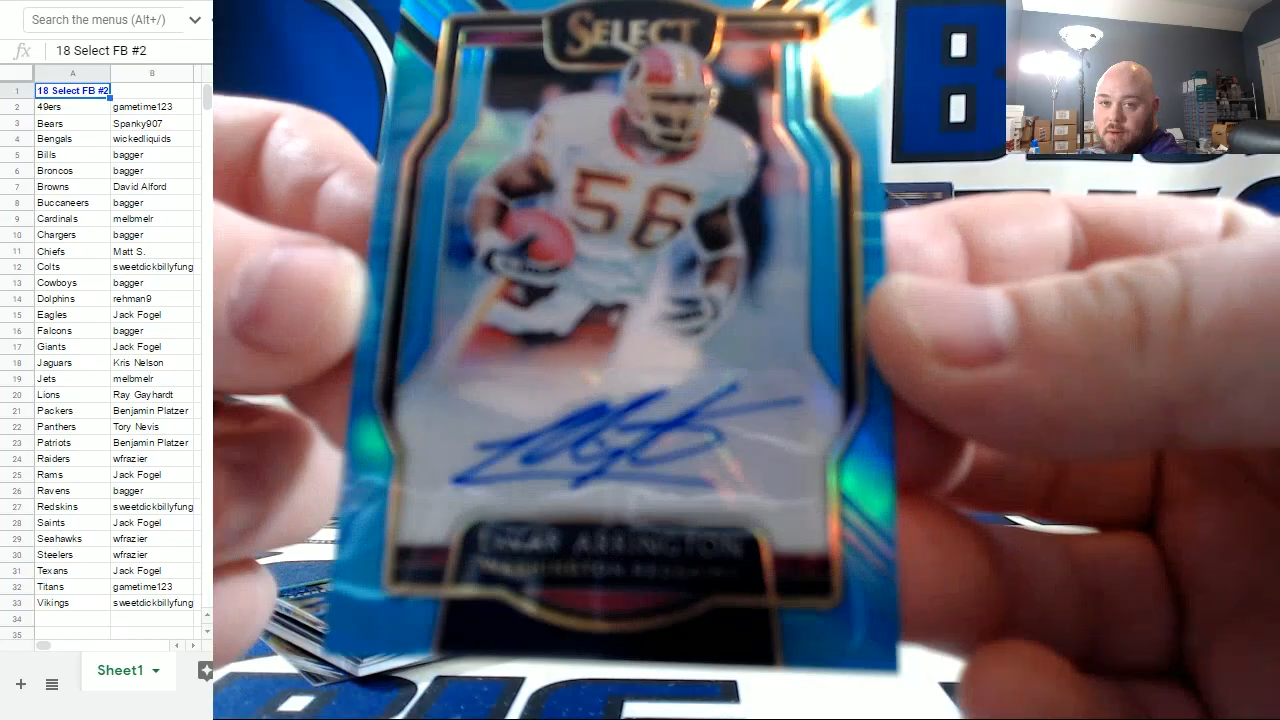 Search the menus (Alt+/)
fx 18 Select FB #2
A B
1 18 Select FB #2
2 49ers gametime123
3 Bears Spanky907
4 Bengals wickedliquids
5 Bills bagger
6 Broncos bagger
7 Browns David Alford
8 Buccaneers bagger
9 Cardinals melbmelr
10 Chargers bagger
11 Chiefs Matt S.
12 Colts sweetdickbillyfung
13 Cowboys bagger
14 Dolphins rehman9
15 Eagles Jack Fogel
16 Falcons bagger
17 Giants Jack Fogel
18 Jaguars Kris Nelson
19 Jets melbmelr
20 Lions Ray Gayhardt
21 Packers Benjamin Platzer
22 Panthers Tory Nevis
23 Patriots Benjamin Platzer
24 Raiders wfrazier
25 Rams Jack Fogel
26 Ravens bagger
27 Redskins sweetdickbillyfung
28 Saints Jack Fogel
29 Seahawks wfrazier
30 Steelers wfrazier
31 Texans Jack Fogel
32 Titans gametime123
33 Vikings sweetdickbillyfung
34
35
Sheet1
SELECT
56
LAVAR ARRINGTON
WASHINGTON REDSKINS
B